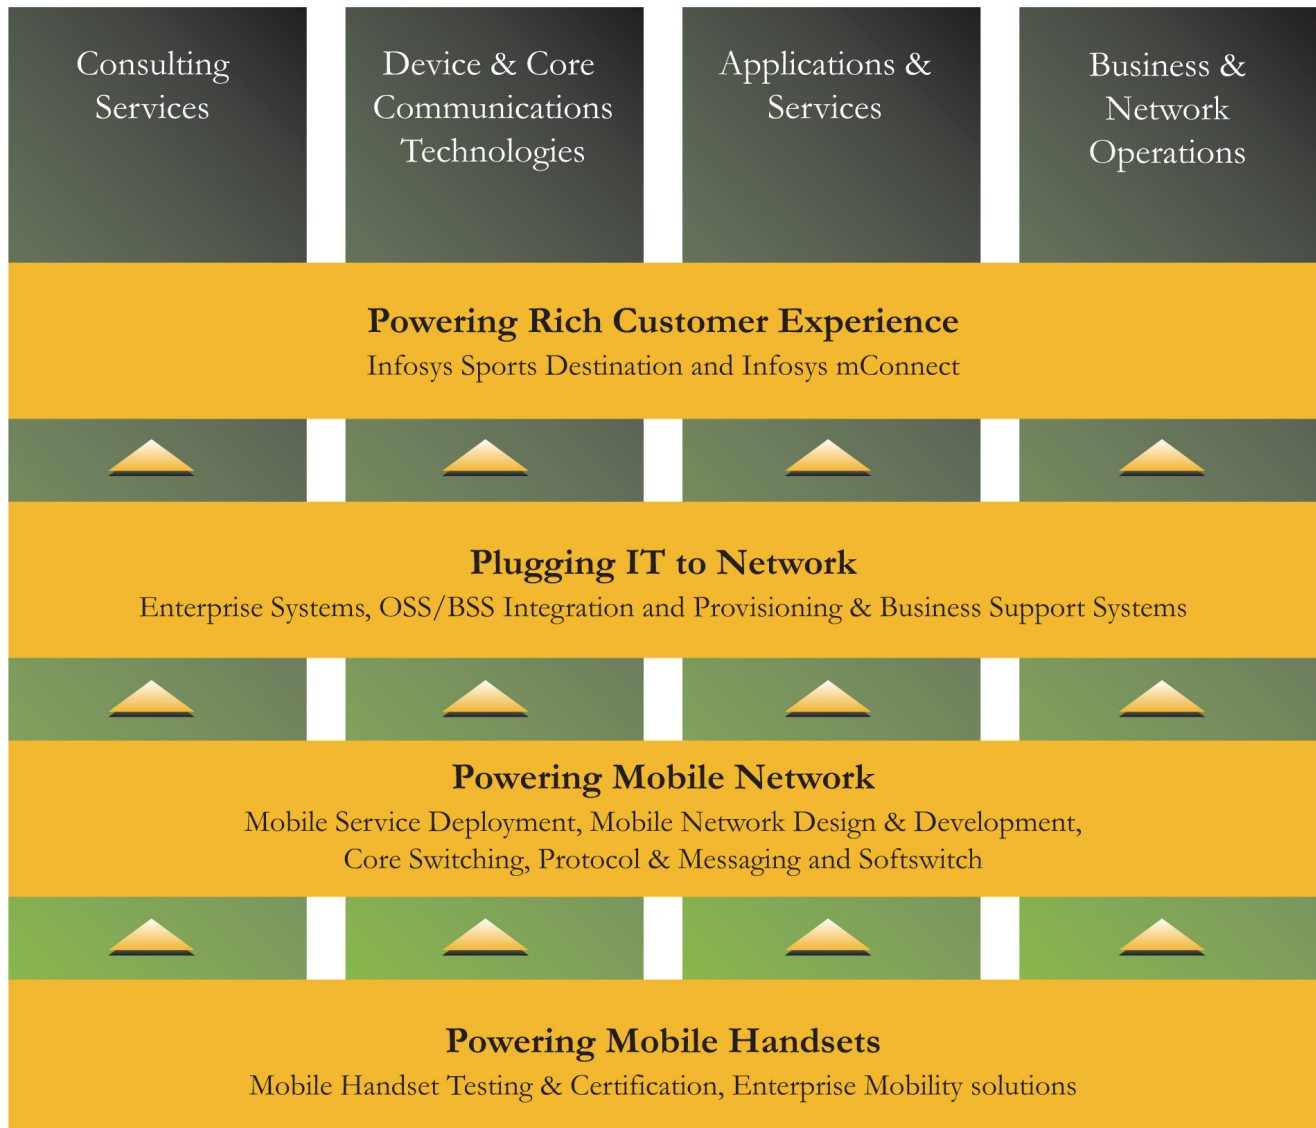 Consulting
Services
Device & Core
Communications
Technologies
Applications &
Services
Business &
Network
Operations
Powering Rich Customer Experience
Infosys Sports Destination and Infosys mConnect
Plugging IT to Network
Enterprise Systems, OSS/BSS Integration and Provisioning & Business Support Systems
Powering Mobile Network
Mobile Service Deployment, Mobile Network Design & Development,
Core Switching, Protocol & Messaging and Softswitch
Powering Mobile Handsets
Mobile Handset Testing & Certification, Enterprise Mobility solutions